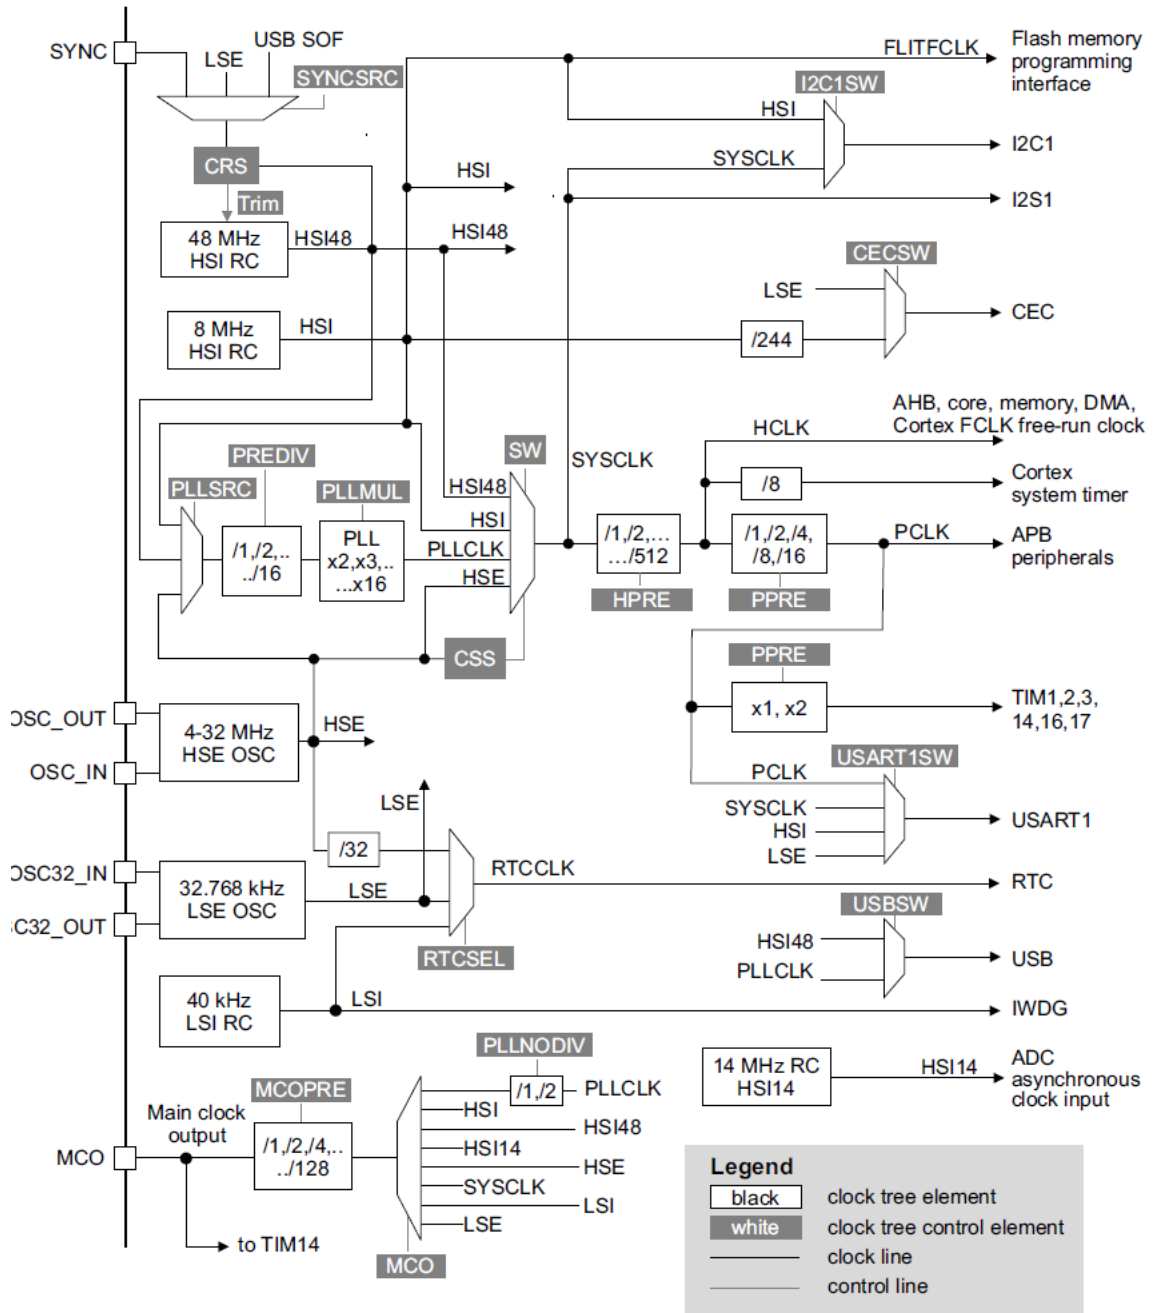 SYNC
LSE
USB SOF
SYNCSRC
FLITFCLK
Flash memory
programming
interface
I2C1SW
HSI
SYSCLK
I2C1
CRS
Trim
HSI
I2S1
48 MHz
HSI RC
HSI48
HSI48
CECSW
LSE
CEC
8 MHz
HSI RC
HSI
/244
AHB, core, memory, DMA,
Cortex FCLK free-run clock
HCLK
SW
SYSCLK
PREDIV
PLLSRC
PLLMUL
HSI48
/8
Cortex
system timer
/1,/2,..
../16
PLL
x2,x3,..
...x16
HSI
PLLCLK
HSE
/1,/2,...
.../512
/1,/2,/4,
/8,/16
PCLK
APB
peripherals
HPRE
PPRE
CSS
PPRE
x1, x2
TIM1,2,3,
14,16,17
OSC_OUT
OSC_IN
4-32 MHz
HSE OSC
HSE
PCLK
USART1SW
SYSCLK
HSI
LSE
USART1
LSE
/32
OSC32_IN
SC32_OUT
32.768 kHz
LSE OSC
LSE
RTCCLK
RTC
RTCSEL
USBSW
HSI48
PLLCLK
USB
40 kHz
LSI RC
LSI
IWDG
PLLNODIV
14 MHz RC
HSI14
HSI14
ADC
asynchronous
clock input
MCOPRE
Main clock
output
/1,/2,/4,..
../128
MCO
/1,/2
PLLCLK
HSI
HSI48
HSI14
HSE
SYSCLK
LSI
LSE
MCO
to TIM14
Legend
black
clock tree element
white
clock tree control element
clock line
control line